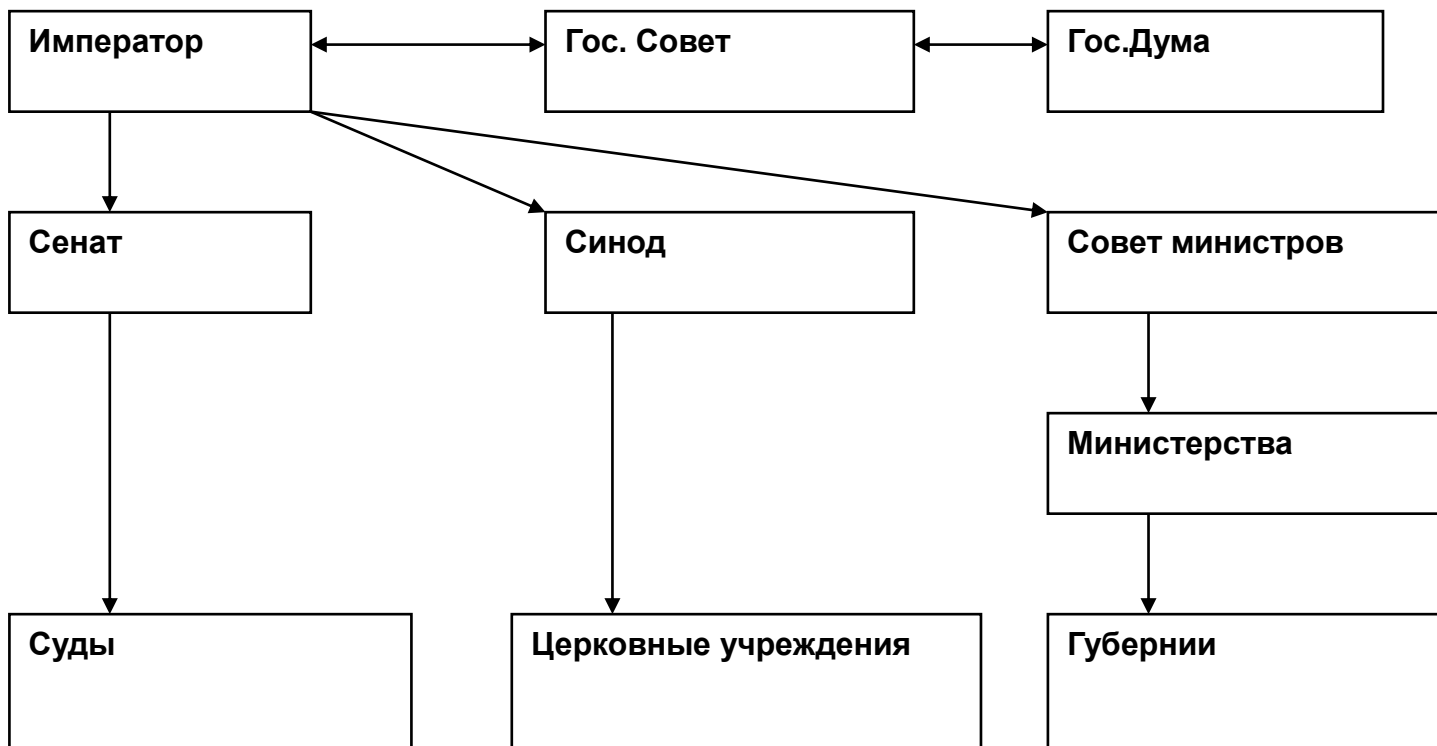 Император
Гос. Совет
Гос.Дума
Сенат
Синод
Совет министров
Министерства
Суды
Церковные учреждения
Губернии